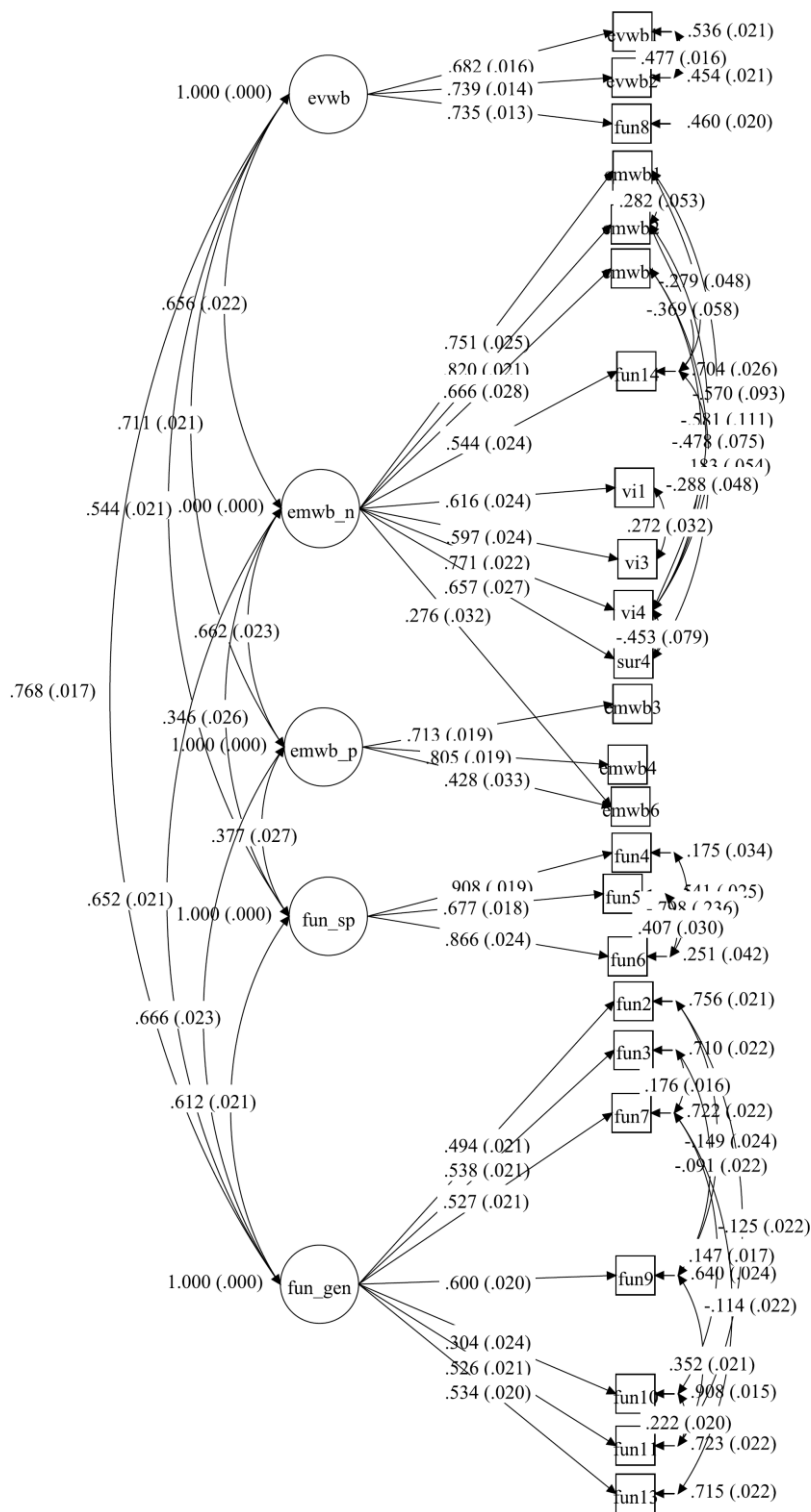 evwb1
.536 (.021)
.477 (.016)
.682 (.016)
evwb2
.454 (.021)
.739 (.014)
1.000 (.000)
evwb
.735 (.013)
fun8
.460 (.020)
emwb1
.282 (.053)
emwb2
emwb
-.279 (.048)
.656 (.022)
-.369 (.058)
.751 (.025)
.820 (.021)
fun14
.704 (.026)
.666 (.028)
-.570 (.093)
-.581 (.111)
.711 (.021)
.544 (.024)
-.478 (.075)
.183 (.054)
-.288 (.048)
vi1
.616 (.024)
.544 (.021)
.000 (.000)
emwb_n
.272 (.032)
.597 (.024)
vi3
.771 (.022)
.657 (.027)
vi4
.276 (.032)
.662 (.023)
-.453 (.079)
sur4
.768 (.017)
emwb3
.346 (.026)
.713 (.019)
1.000 (.000)
emwb_p
.805 (.019)
emwb4
.428 (.033)
emwb6
.377 (.027)
fun4
.175 (.034)
.908 (.019)
fun5
.541 (.025)
.652 (.021)
1.000 (.000)
fun_sp
.677 (.018)
-.798 (.236)
.407 (.030)
.866 (.024)
fun6
.251 (.042)
fun2
.756 (.021)
.666 (.023)
fun3
.710 (.022)
.176 (.016)
.612 (.021)
fun7
.722 (.022)
.494 (.021)
-.149 (.024)
.538 (.021)
-.091 (.022)
.527 (.021)
-.125 (.022)
.147 (.017)
1.000 (.000)
fun_gen
.600 (.020)
fun9
.640 (.024)
-.114 (.022)
.304 (.024)
.526 (.021)
.352 (.021)
.534 (.020)
fun10
.908 (.015)
.222 (.020)
fun11
.723 (.022)
fun13
.715 (.022)